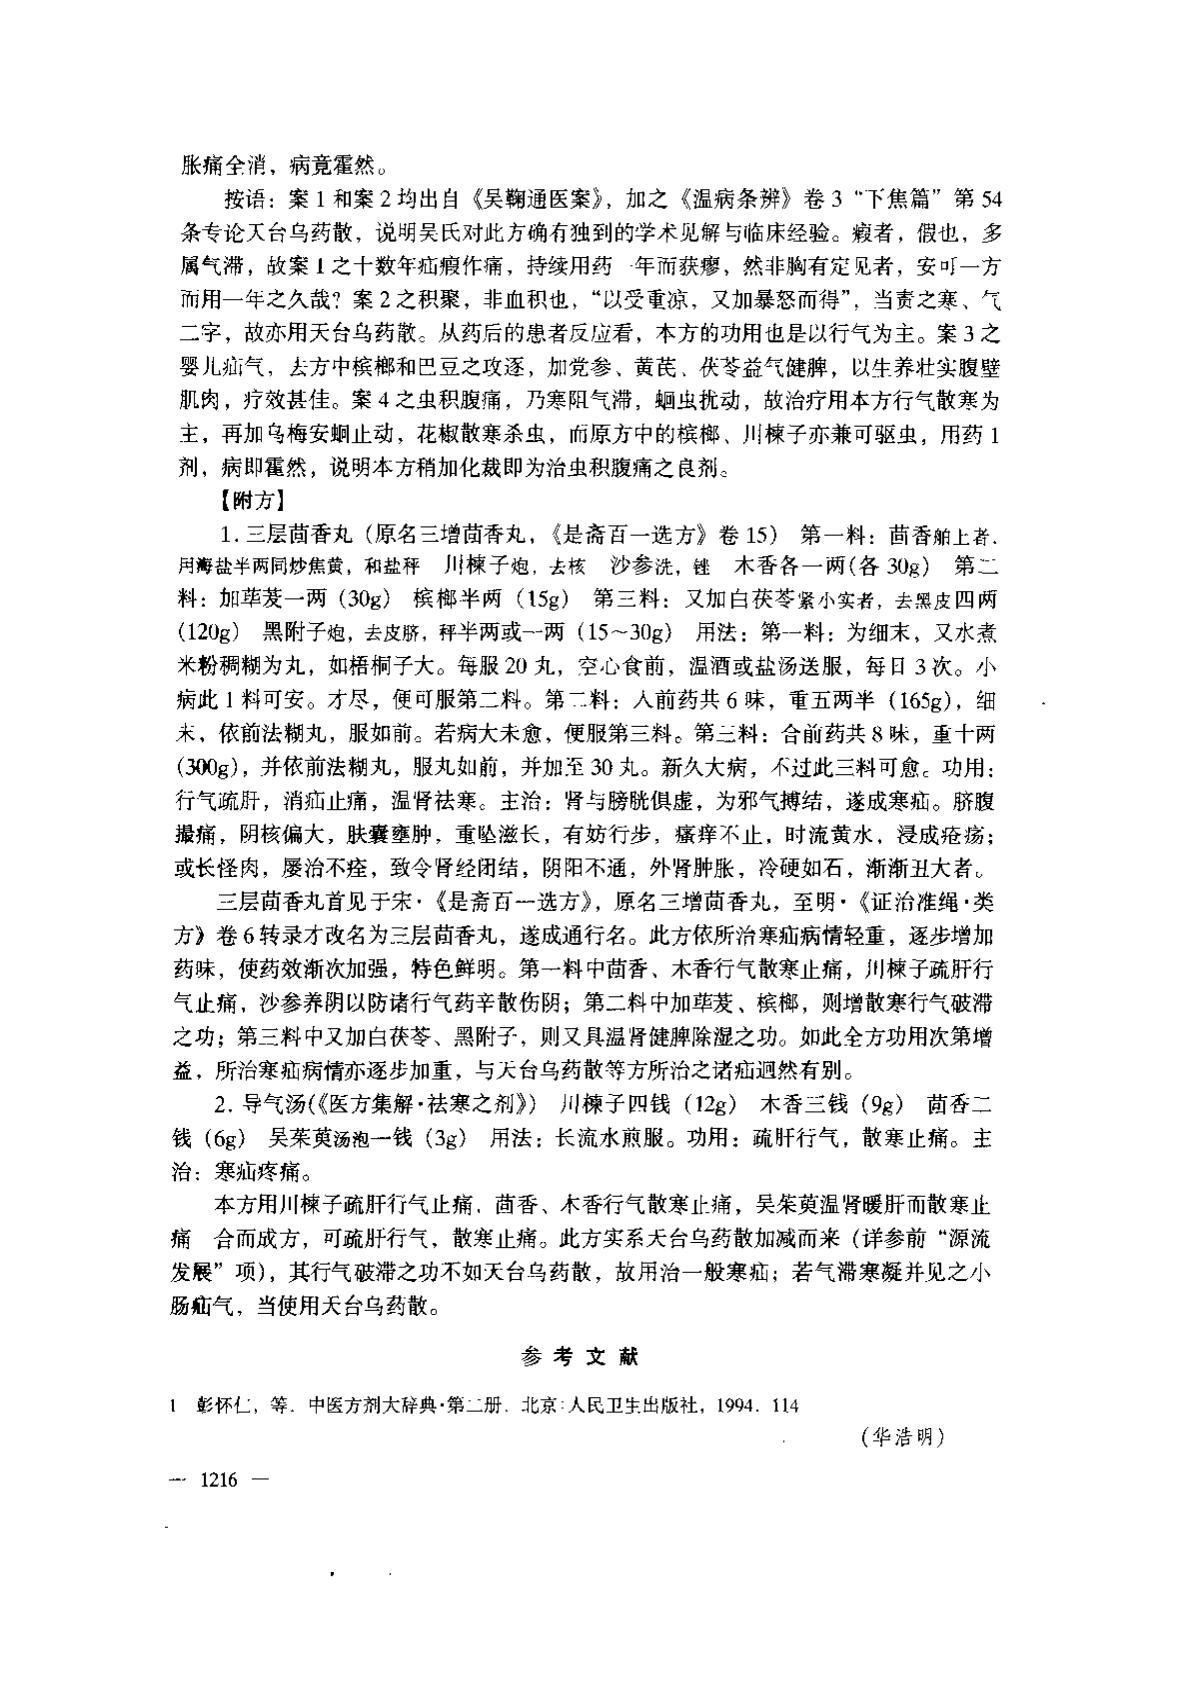 胀痛全消，病竟霍然。
按语：案1和案2均出自《吴鞠通医案》，加之《温病条辨》卷3“下焦篇”第54
条专论天台乌药散，说明吴氏对此方确有独到的学术见解与临床经验。瘕者，假也，多
属气滞，故案1之十数年疝瘕作痛，持续用药一年而获瘳，然非胸有定见者，安可一方
而用一年之久哉？案2之积聚，非血积也，“以受重凉，又加暴怒而得”，当责之寒、气
二字，故亦用天台乌药散。从药后的患者反应看，本方的功用也是以行气为主。案3之
婴儿疝气，去方中槟榔和巴豆之攻逐，加党参、黄芪、茯苓益气健脾，以生养壮实腹壁
肌肉，疗效甚佳。案4之虫积腹痛，乃寒阻气滞，蛔虫扰动，故治疗用本方行气散寒为
主，再加乌梅安蛔止动，花椒散寒杀虫，而原方中的槟榔、川楝子亦兼可驱虫，用药1
剂，病即霍然，说明本方稍加化裁即为治虫积腹痛之良剂。
【附方】
1.三层茴香丸（原名三增茴香丸，《是斋百一选方》卷15） 第一料：茴香舶上者，
用海盐半两同炒焦黄，和盐秤 川楝子炮，去核 沙参洗，锉 木香各一两(各30g) 第二
料：加荜茇一两（30g） 槟榔半两（15g） 第三料：又加白茯苓紧小实者，去黑皮四两
(120g) 黑附子炮，去皮脐，秤半两或一两（15~30g） 用法：第一料：为细末，又水煮
米粉稠糊为丸，如梧桐子大。每服20丸，空心食前，温酒或盐汤送服，每日3次。小
病此1料可安。才尽，便可服第二料。第二料：入前药共6味，重五两半（165g），细
末，依前法糊丸，服如前。若病大未愈，便服第三料。第三料：合前药共8味，重十两
(300g)，并依前法糊丸，服丸如前，并加至30丸。新久大病，不过此三料可愈。功用：
行气疏肝，消疝止痛，温肾祛寒。主治：肾与膀胱俱虚，为邪气搏结，遂成寒疝。脐腹
撮痛，阴核偏大，肤囊壅肿，重坠滋长，有妨行步，瘙痒不止，时流黄水，浸成疮疡；
或长怪肉，屡治不痊，致令肾经闭结，阴阳不通，外肾肿胀，冷硬如石，渐渐丑大者。
三层茴香丸首见于宋·《是斋百一选方》，原名三增茴香丸，至明·《证治准绳·类
方》卷6转录才改名为三层茴香丸，遂成通行名。此方依所治寒疝病情轻重，逐步增加
药味，使药效渐次加强，特色鲜明。第一料中茴香、木香行气散寒止痛，川楝子疏肝行
气止痛，沙参养阴以防诸行气药辛散伤阴；第二料中加荜茇、槟榔，则增散寒行气破滞
之功；第三料中又加白茯苓、黑附子，则又具温肾健脾除湿之功。如此全方功用次第增
益，所治寒疝病情亦逐步加重，与天台乌药散等方所治之诸疝迥然有别。
2.导气汤(《医方集解·祛寒之剂》） 川楝子四钱（12g） 木香三钱（9g） 茴香二
钱（6g） 吴茱萸汤泡一钱（3g） 用法：长流水煎服。功用：疏肝行气，散寒止痛。主
治：寒疝疼痛。
本方用川楝子疏肝行气止痛，茴香、木香行气散寒止痛，吴茱萸温肾暖肝而散寒止
痛 合而成方，可疏肝行气，散寒止痛。此方实系天台乌药散加减而来（详参前“源流
发展”项），其行气破滞之功不如天台乌药散，故用治一般寒疝；若气滞寒凝并见之小
肠疝气，当使用天台乌药散。
参考文献
1 彭怀仁，等．中医方剂大辞典·第二册．北京：人民卫生出版社，1994．114
（华浩明）
— 1216 —